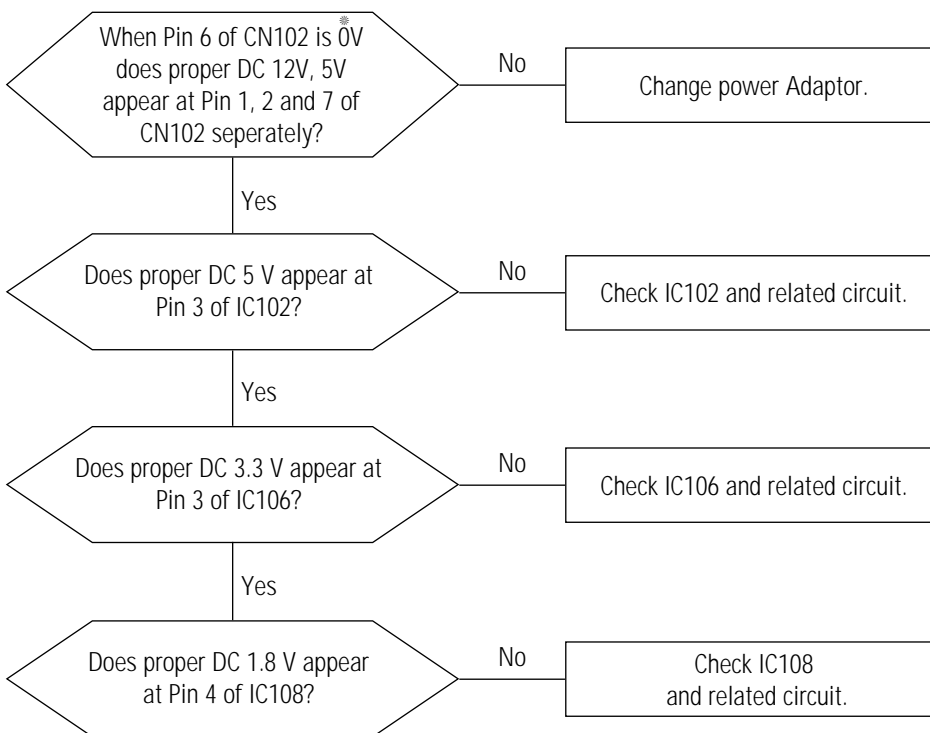 When Pin 6 of CN102 is 0V
does proper DC 12V, 5V
appear at Pin 1, 2 and 7 of
CN102 seperately?
No
Change power Adaptor.
Yes
Does proper DC 5 V appear at
Pin 3 of IC102?
No
Check IC102 and related circuit.
Yes
Does proper DC 3.3 V appear at
Pin 3 of IC106?
No
Check IC106 and related circuit.
Yes
Does proper DC 1.8 V appear
at Pin 4 of IC108?
No
Check IC108
and related circuit.